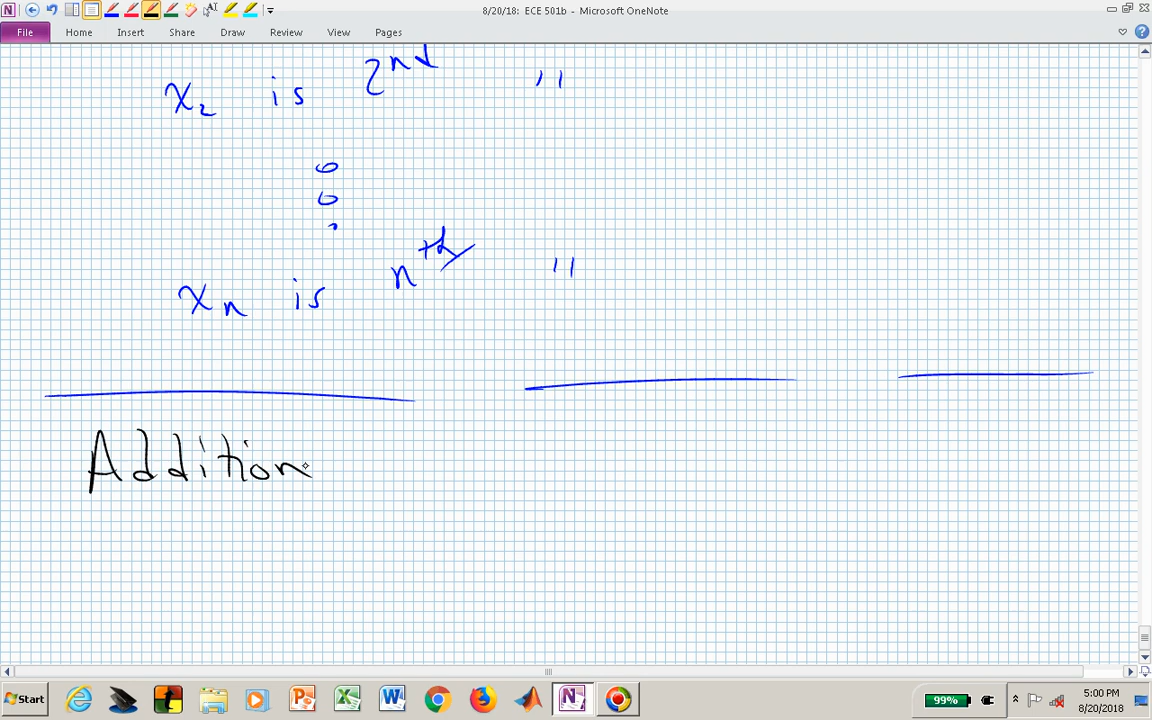 8/20/18: ECE 501b - Microsoft OneNote
File Home Insert Share Draw Review View Pages
x₂ is 2ⁿᵈ "
xₙ is nᵗʰ "
Addition
Start
99%
5:00 PM
8/20/2018